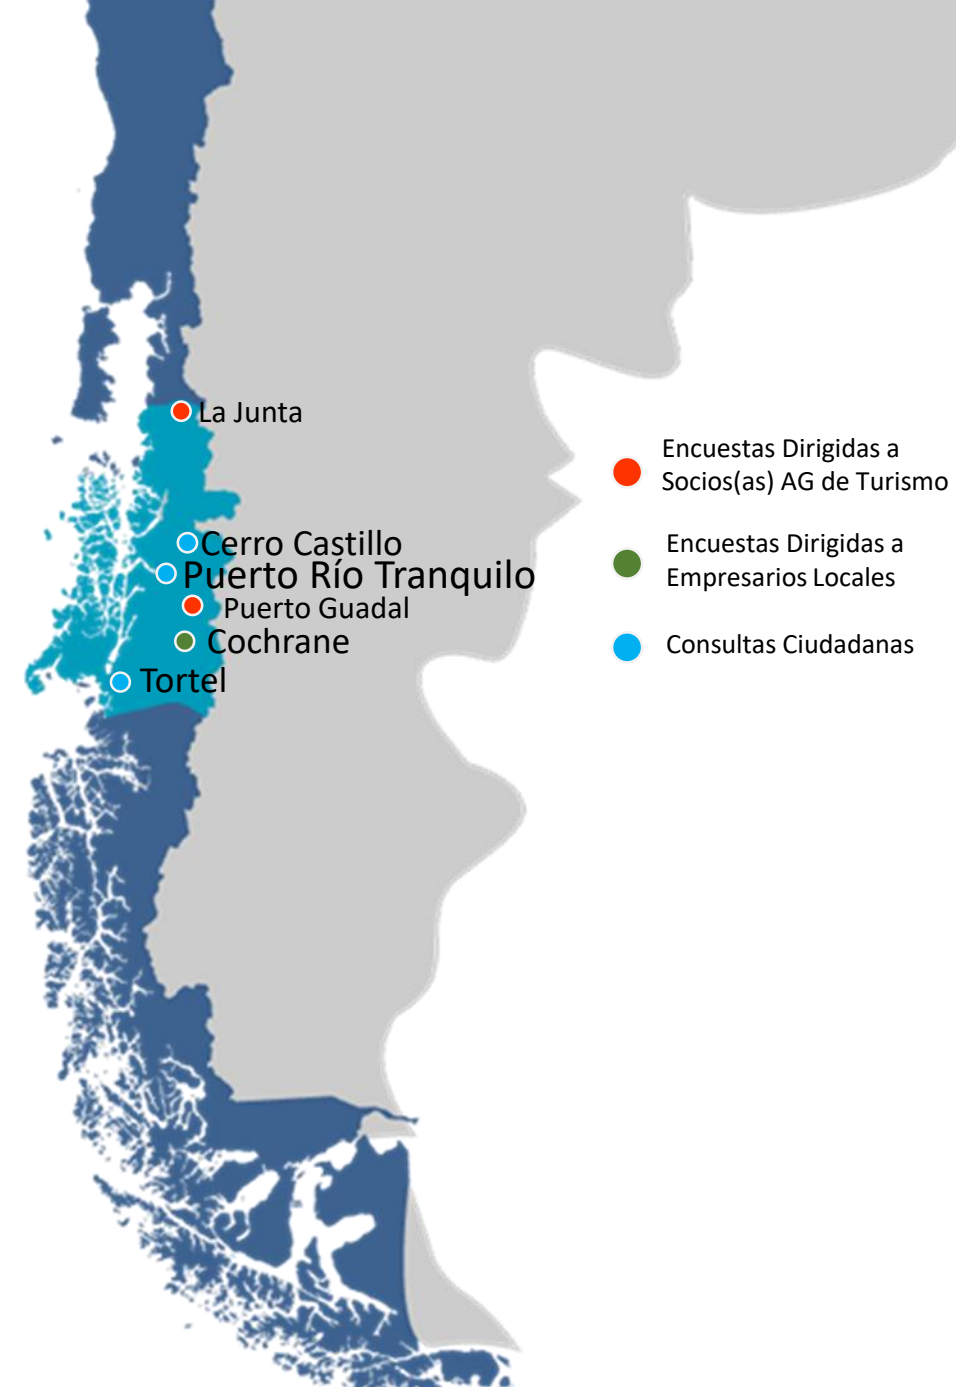 La Junta
Cerro Castillo
Puerto Río Tranquilo
Puerto Guadal
Cochrane
Tortel
Encuestas Dirigidas a
Socios(as) AG de Turismo
Encuestas Dirigidas a
Empresarios Locales
Consultas Ciudadanas